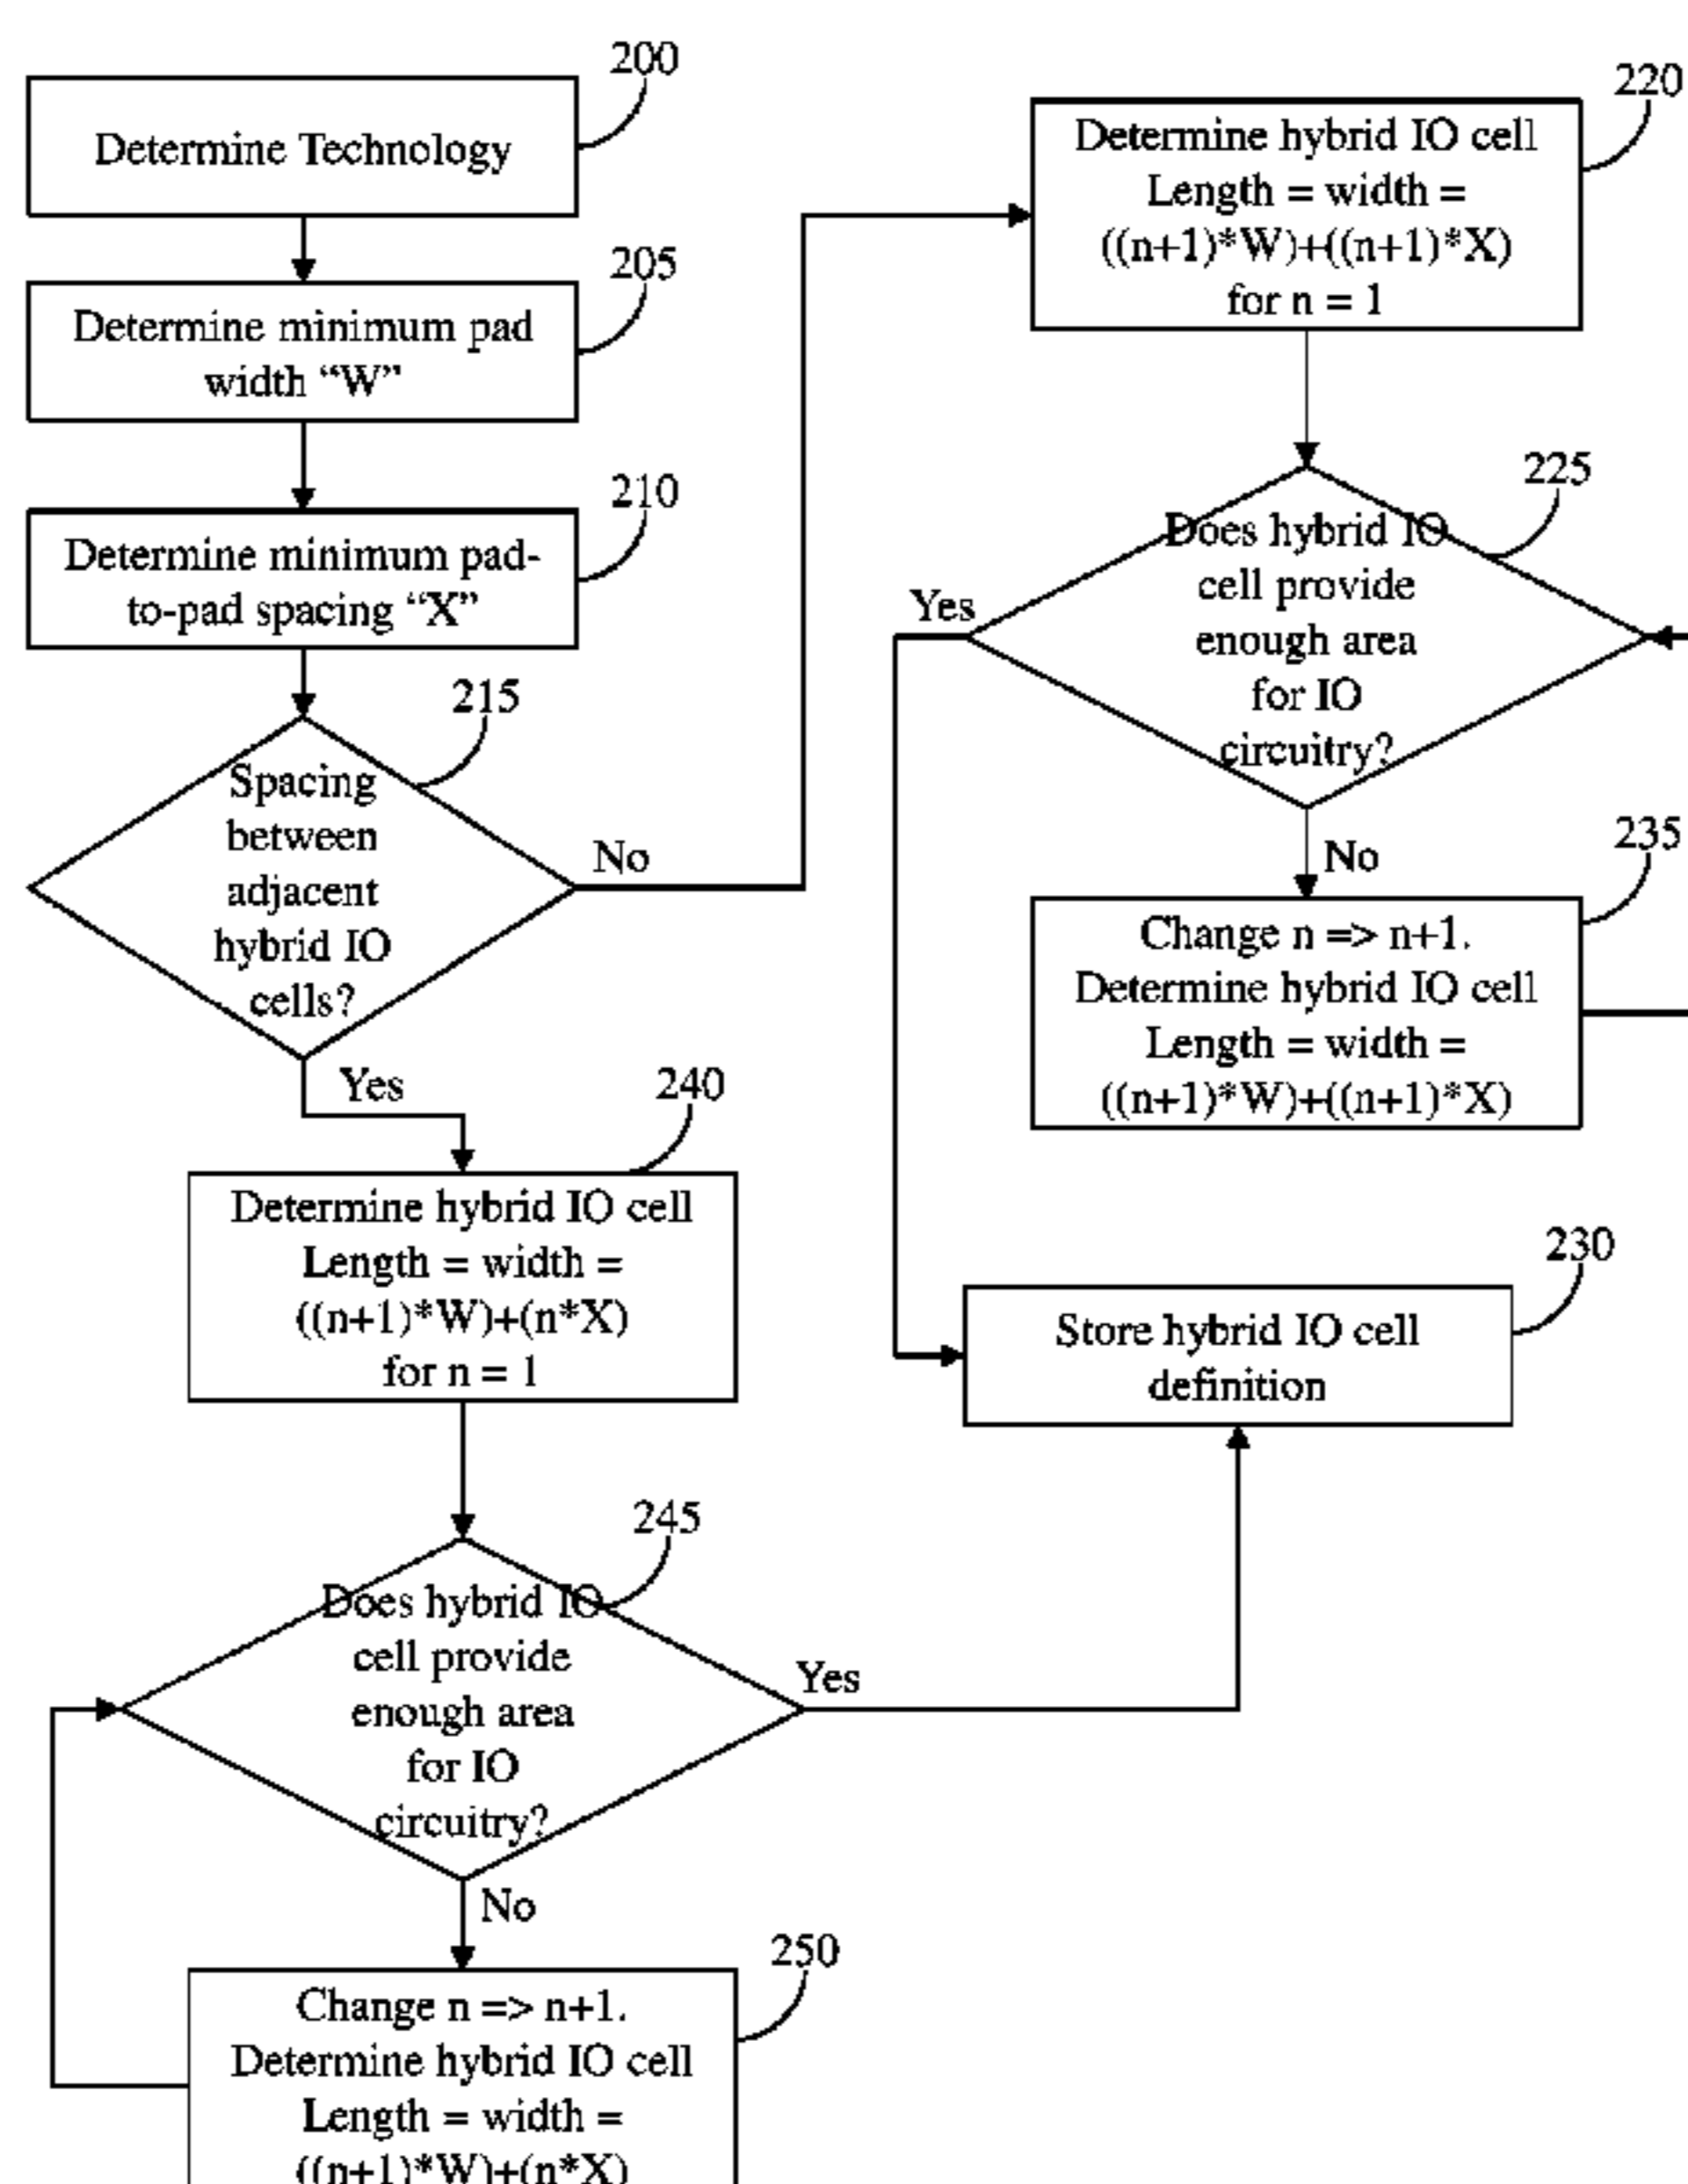 200
Determine Technology
205
Determine minimum pad
width “W”
210
Determine minimum pad-
to-pad spacing “X”
215
Spacing
between
adjacent
hybrid IO
cells?
No
Yes
220
Determine hybrid IO cell
Length = width =
((n+1)*W)+((n+1)*X)
for n = 1
225
Does hybrid IO
cell provide
enough area
for IO
circuitry?
Yes
No
235
Change n => n+1.
Determine hybrid IO cell
Length = width =
((n+1)*W)+((n+1)*X)
230
Store hybrid IO cell
definition
240
Determine hybrid IO cell
Length = width =
((n+1)*W)+(n*X)
for n = 1
245
Does hybrid IO
cell provide
enough area
for IO
circuitry?
Yes
No
250
Change n => n+1.
Determine hybrid IO cell
Length = width =
((n+1)*W)+(n*X)